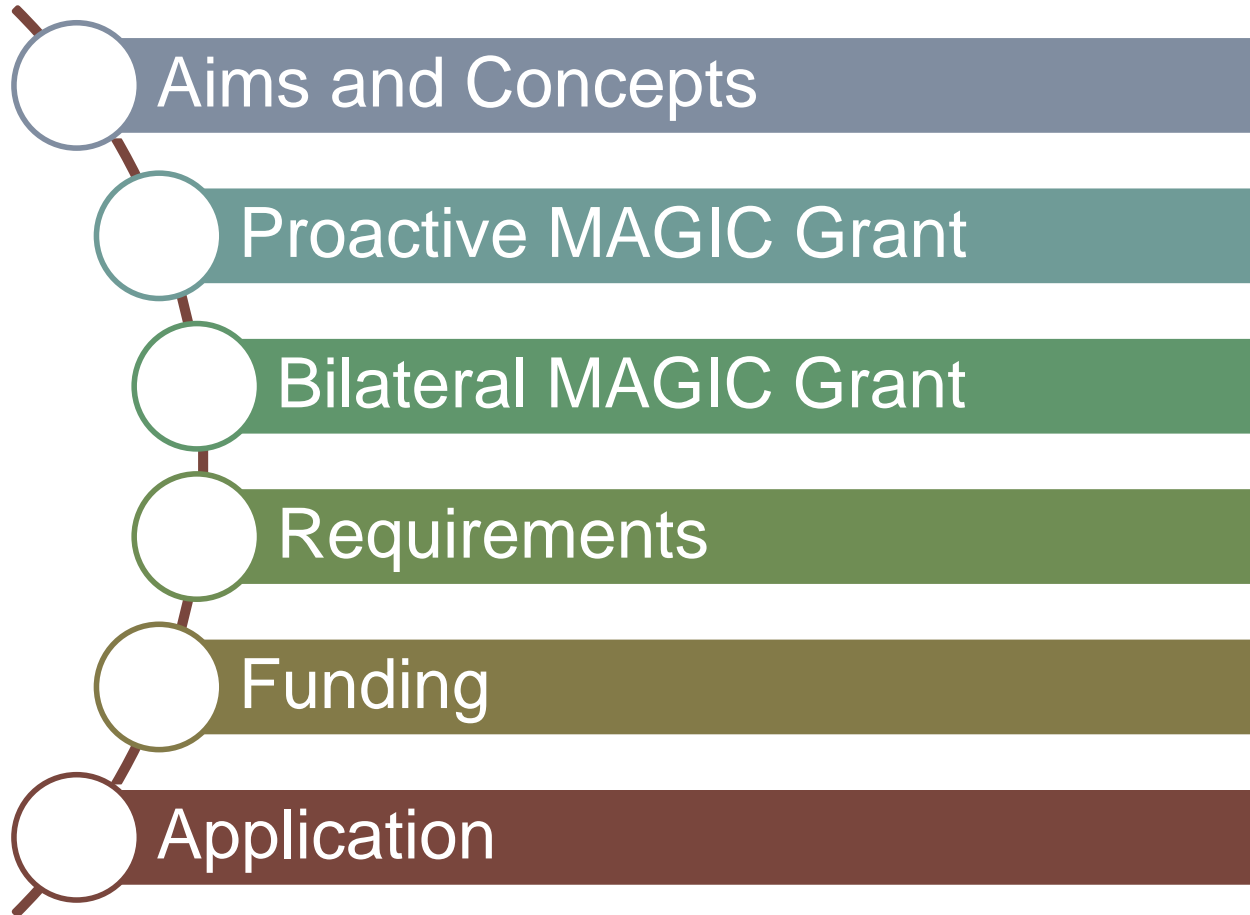 Aims and Concepts
Proactive MAGIC Grant
Bilateral MAGIC Grant
Requirements
Funding
Application